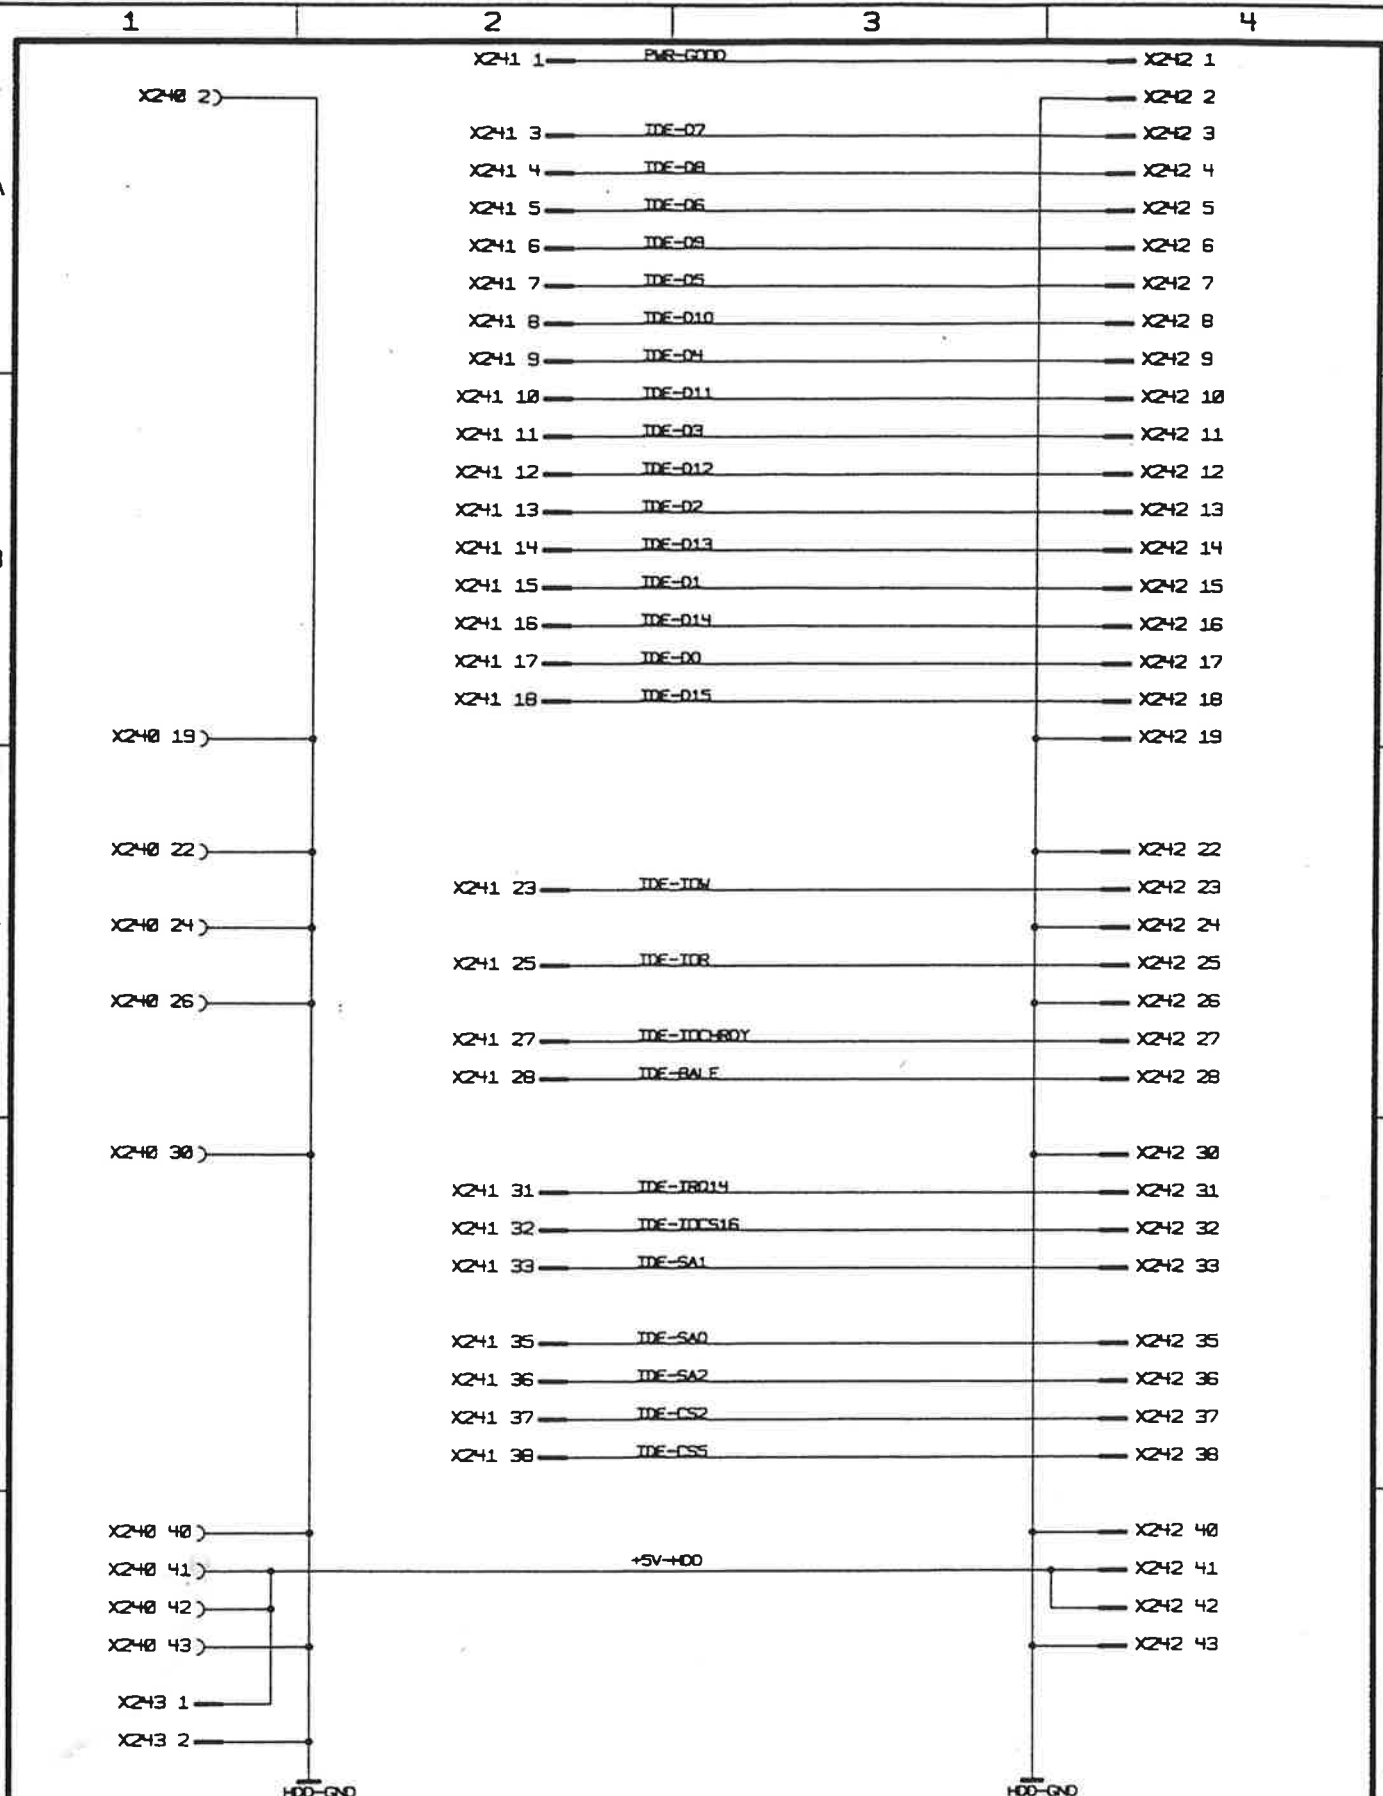 1 2 3 4
X241 1 PWR-GOOD X242 1
X240 2 X242 2
X241 3 IDE-D7 X242 3
X241 4 IDE-D8 X242 4
X241 5 IDE-D6 X242 5
X241 6 IDE-D9 X242 6
X241 7 IDE-D5 X242 7
X241 8 IDE-D10 X242 8
X241 9 IDE-D4 X242 9
X241 10 IDE-D11 X242 10
X241 11 IDE-D3 X242 11
X241 12 IDE-D12 X242 12
X241 13 IDE-D2 X242 13
X241 14 IDE-D13 X242 14
X241 15 IDE-D1 X242 15
X241 16 IDE-D14 X242 16
X241 17 IDE-D0 X242 17
X241 18 IDE-D15 X242 18
X240 19 X242 19
X240 22 X242 22
X241 23 IDE-IOW X242 23
X240 24 X242 24
X241 25 IDE-IOR X242 25
X240 26 X242 26
X241 27 IDE-IOCHRDY X242 27
X241 28 IDE-BALE X242 28
X240 30 X242 30
X241 31 IDE-IRQ14 X242 31
X241 32 IDE-IOCS16 X242 32
X241 33 IDE-SA1 X242 33
X241 35 IDE-SA0 X242 35
X241 36 IDE-SA2 X242 36
X241 37 IDE-CS2 X242 37
X241 38 IDE-CS5 X242 38
X240 40 X242 40
X240 41 +5V-HDD X242 41
X240 42 X242 42
X240 43 X242 43
X243 1
X243 2
HDD-GND HDD-GND